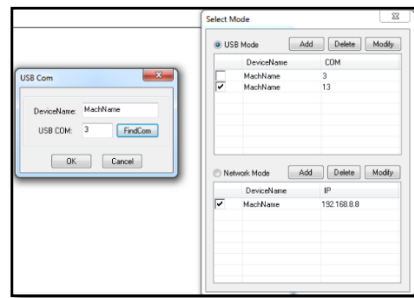 USB Com
DeviceName: MachName
USB COM: 3 FindCom
OK Cancel
Select Mode
USB Mode Add Delete Modify
DeviceName COM
MachName 3
MachName 13
Network Mode Add Delete Modify
DeviceName IP
MachName 192.168.8.8